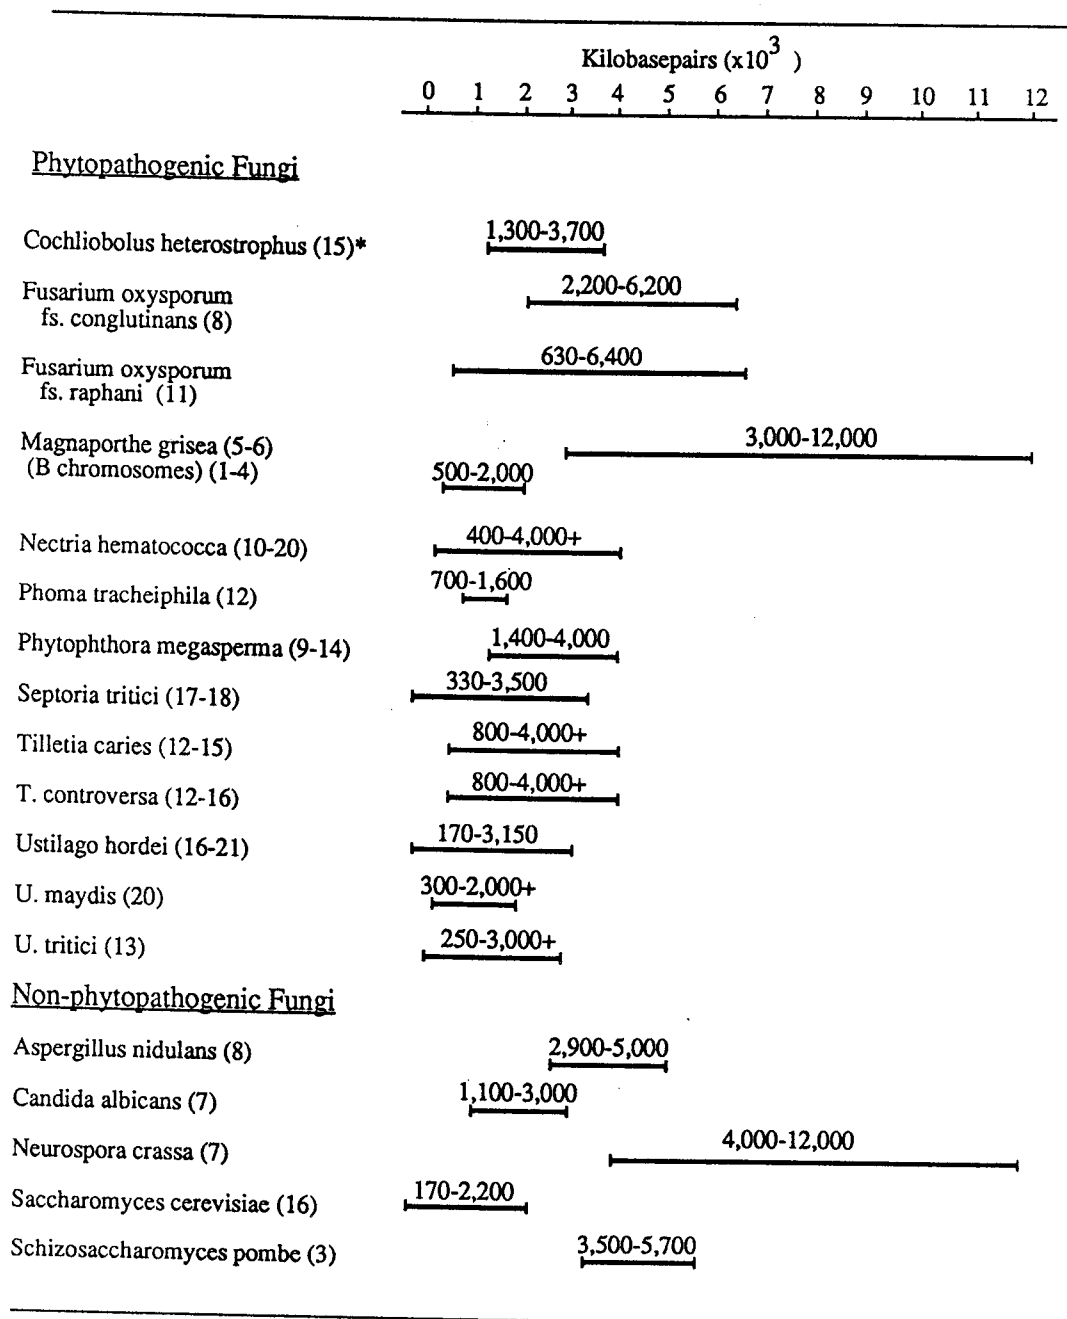 Kilobasepairs (x10³ )
0 1 2 3 4 5 6 7 8 9 10 11 12
Phytopathogenic Fungi
Cochliobolus heterostrophus (15)* 1,300-3,700
Fusarium oxysporum 2,200-6,200
fs. conglutinans (8)
Fusarium oxysporum 630-6,400
fs. raphani (11)
Magnaporthe grisea (5-6) 3,000-12,000
(B chromosomes) (1-4) 500-2,000
Nectria hematococca (10-20) 400-4,000+
Phoma tracheiphila (12) 700-1,600
Phytophthora megasperma (9-14) 1,400-4,000
Septoria tritici (17-18) 330-3,500
Tilletia caries (12-15) 800-4,000+
T. controversa (12-16) 800-4,000+
Ustilago hordei (16-21) 170-3,150
U. maydis (20) 300-2,000+
U. tritici (13) 250-3,000+
Non-phytopathogenic Fungi
Aspergillus nidulans (8) 2,900-5,000
Candida albicans (7) 1,100-3,000
Neurospora crassa (7) 4,000-12,000
Saccharomyces cerevisiae (16) 170-2,200
Schizosaccharomyces pombe (3) 3,500-5,700